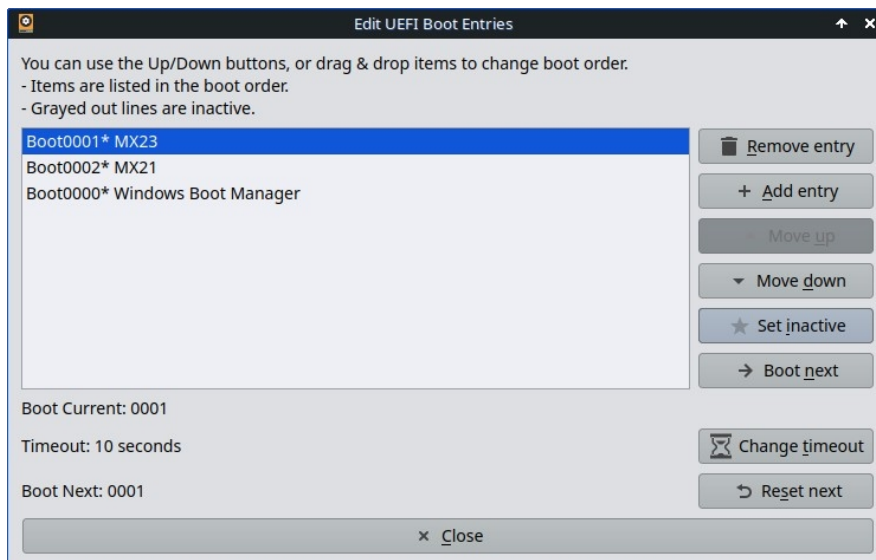 Edit UEFI Boot Entries
You can use the Up/Down buttons, or drag & drop items to change boot order.
- Items are listed in the boot order.
- Grayed out lines are inactive.
Boot0001* MX23
Boot0002* MX21
Boot0000* Windows Boot Manager
Remove entry
Add entry
Move up
Move down
Set inactive
Boot next
Boot Current: 0001
Timeout: 10 seconds
Change timeout
Boot Next: 0001
Reset next
Close